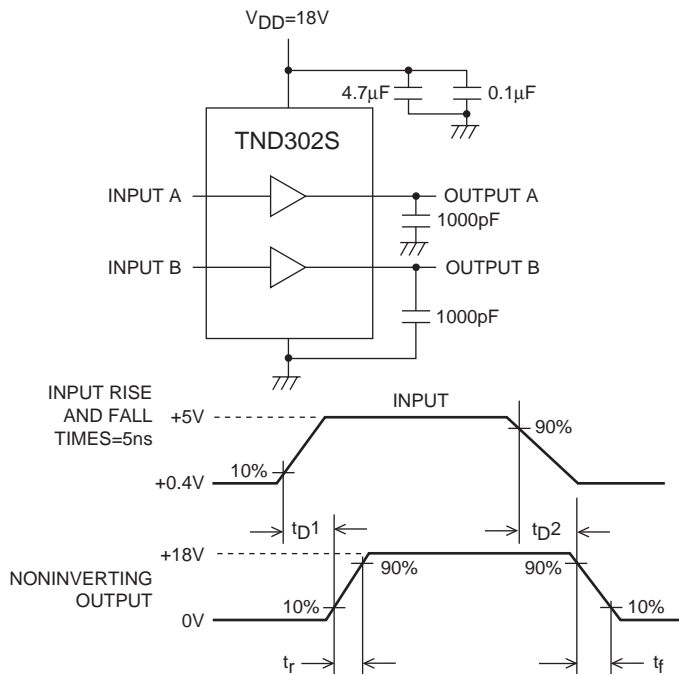 VDD=18V
4.7μF
0.1μF
TND302S
INPUT A
OUTPUT A
1000pF
INPUT B
OUTPUT B
1000pF
INPUT RISE
AND FALL
TIMES=5ns
+5V
INPUT
90%
10%
+0.4V
tD1
tD2
+18V
NONINVERTING
OUTPUT
90%
90%
10%
10%
0V
tr
tf